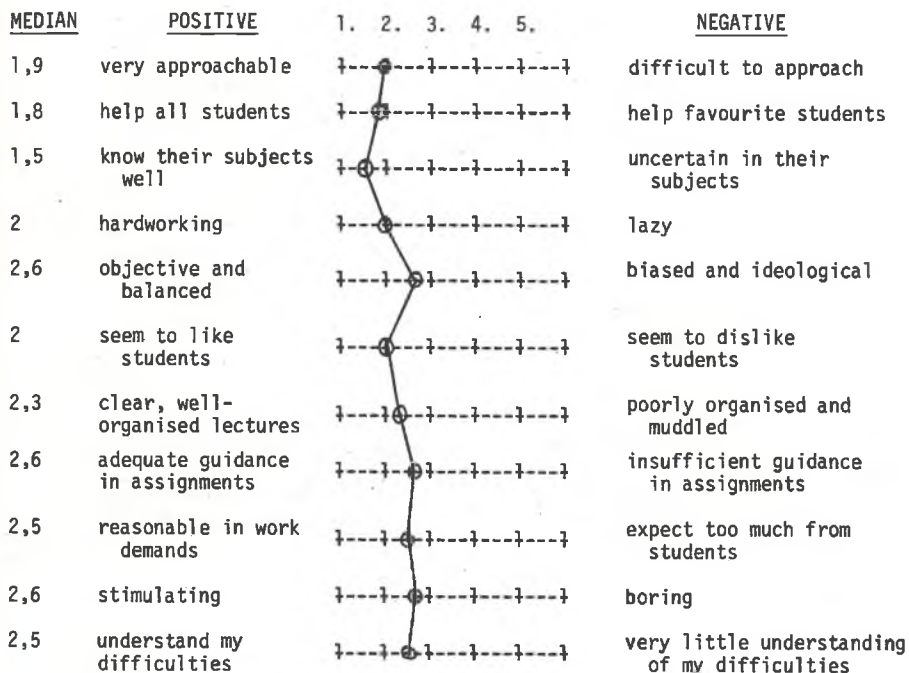 MEDIAN POSITIVE 1. 2. 3. 4. 5. NEGATIVE
1,9 very approachable difficult to approach
1,8 help all students help favourite students
1,5 know their subjects uncertain in their
well subjects
2 hardworking lazy
2,6 objective and biased and ideological
balanced
2 seem to like seem to dislike
students students
2,3 clear, well- poorly organised and
organised lectures muddled
2,6 adequate guidance insufficient guidance
in assignments in assignments
2,5 reasonable in work expect too much from
demands students
2,6 stimulating boring
2,5 understand my very little understanding
difficulties of my difficulties